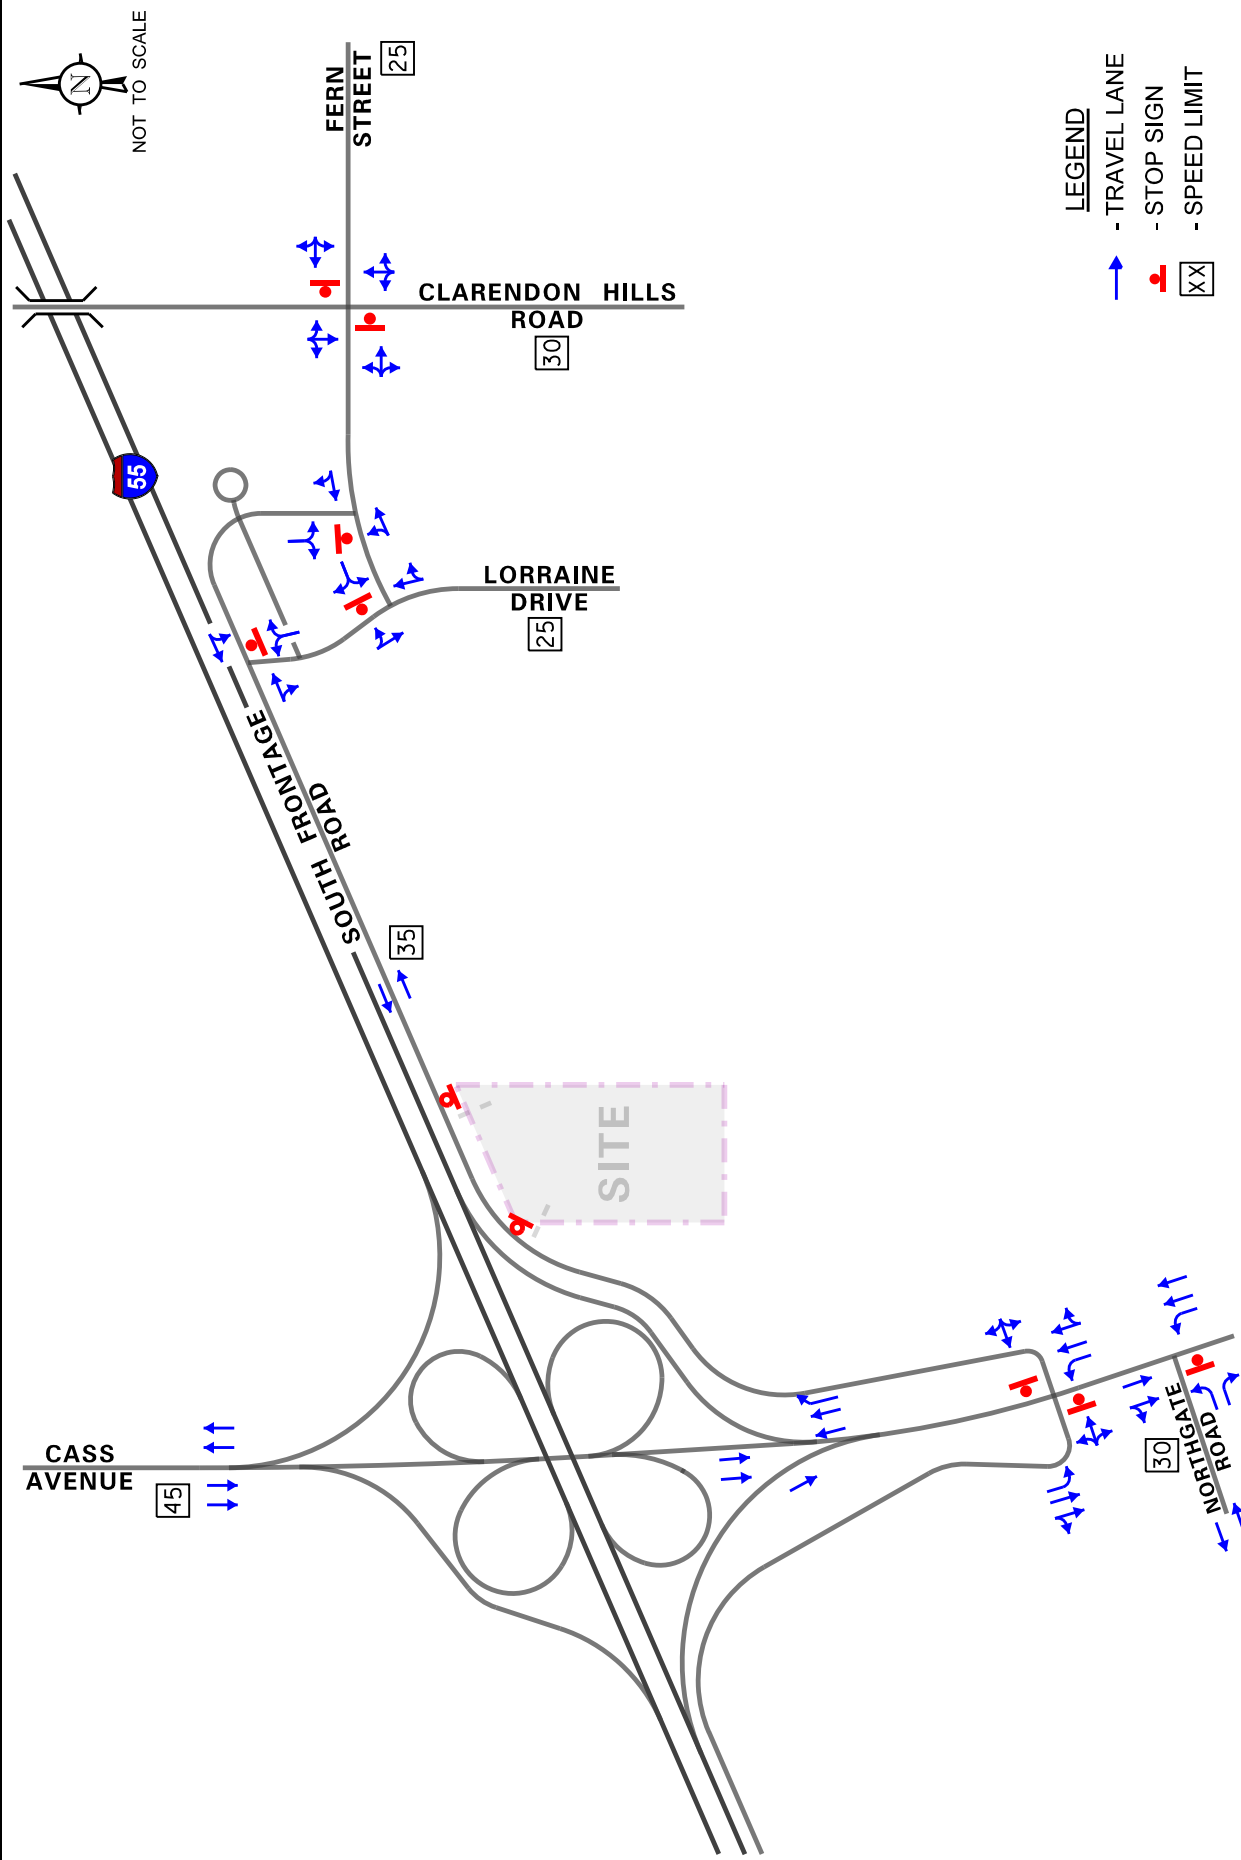 N
NOT TO SCALE
FERN
STREET
25
CLARENDON HILLS
ROAD
30
55
LORRAINE
DRIVE
25
SOUTH FRONTAGE
ROAD
35
SITE
CASS
AVENUE
45
NORTHGATE
ROAD
30
LEGEND
- TRAVEL LANE
- STOP SIGN
XX - SPEED LIMIT